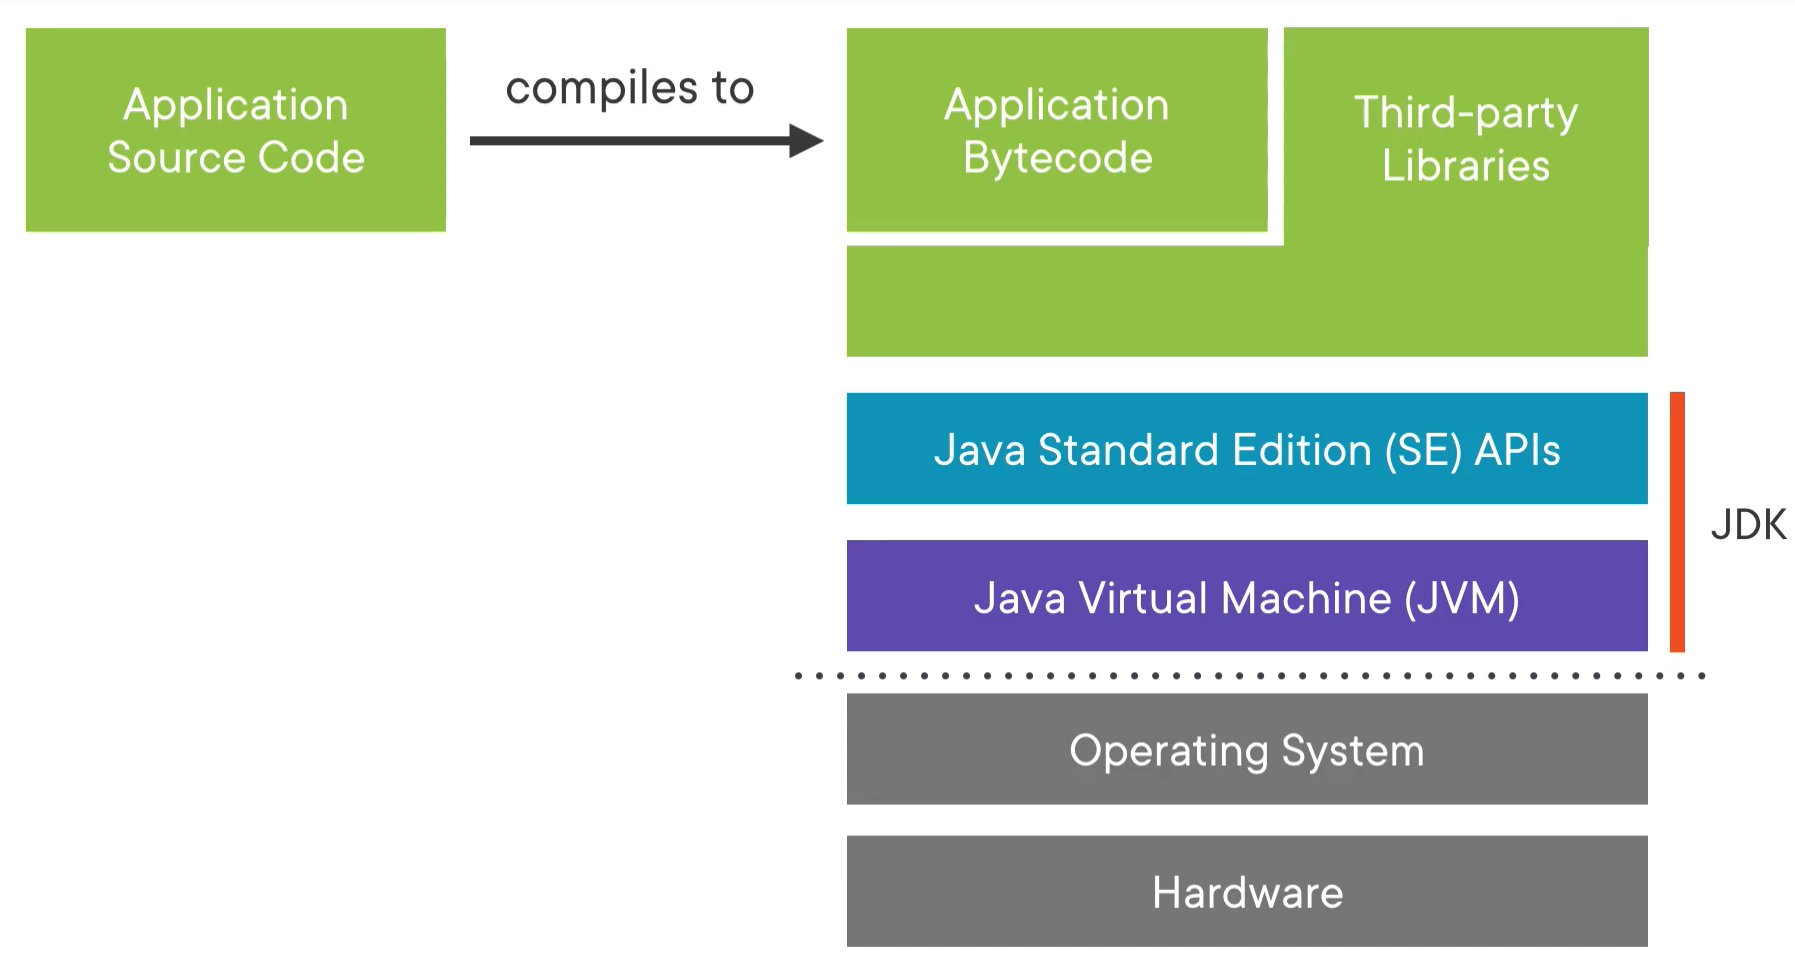 Application
Source Code
compiles to
Application
Bytecode
Third-party
Libraries
Java Standard Edition (SE) APIs
JDK
Java Virtual Machine (JVM)
Operating System
Hardware